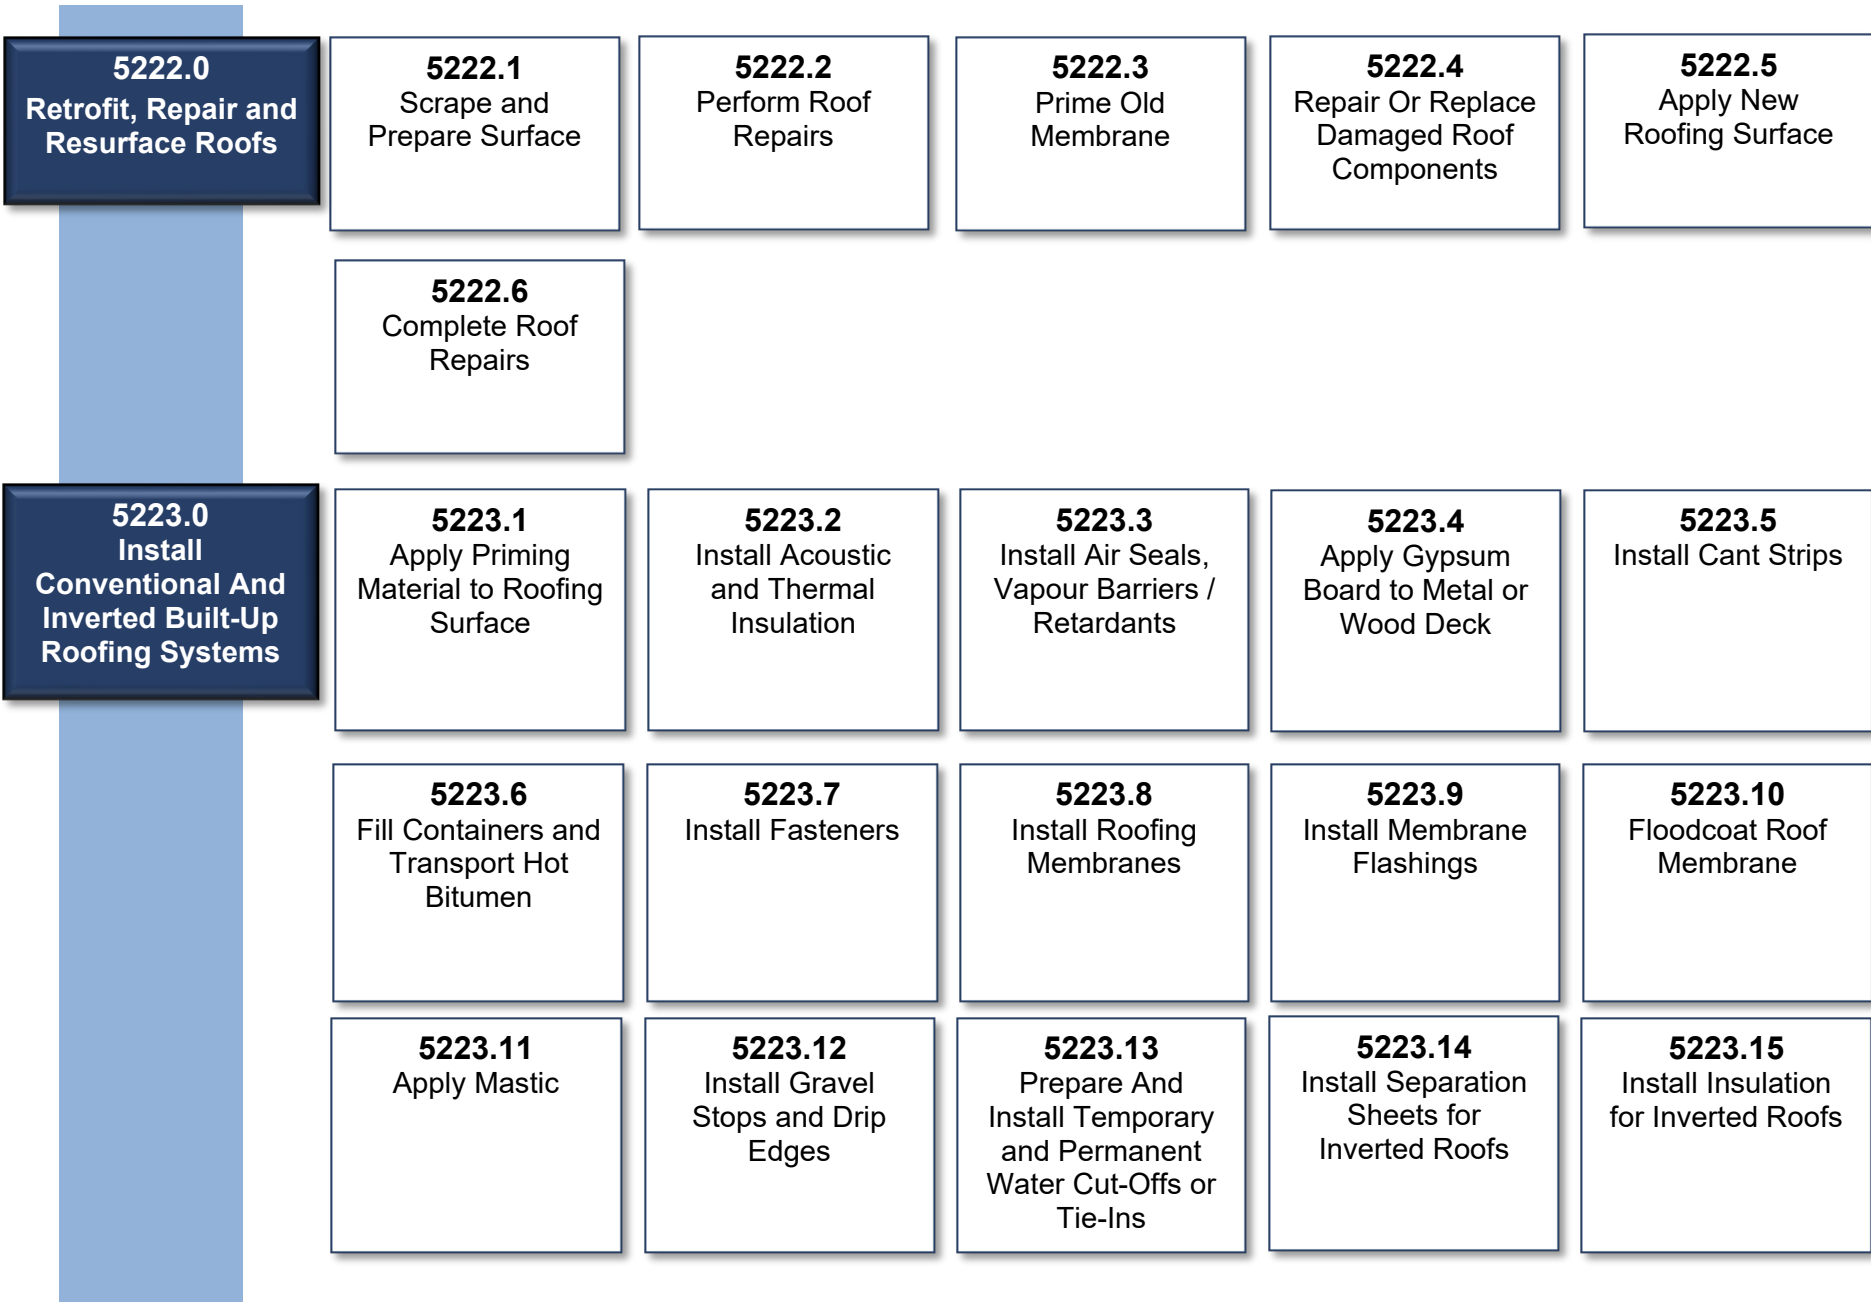 5222.0
Retrofit, Repair and
Resurface Roofs
5222.1
Scrape and
Prepare Surface
5222.2
Perform Roof
Repairs
5222.3
Prime Old
Membrane
5222.4
Repair Or Replace
Damaged Roof
Components
5222.5
Apply New
Roofing Surface
5222.6
Complete Roof
Repairs
5223.0
Install
Conventional And
Inverted Built-Up
Roofing Systems
5223.1
Apply Priming
Material to Roofing
Surface
5223.2
Install Acoustic
and Thermal
Insulation
5223.3
Install Air Seals,
Vapour Barriers /
Retardants
5223.4
Apply Gypsum
Board to Metal or
Wood Deck
5223.5
Install Cant Strips
5223.6
Fill Containers and
Transport Hot
Bitumen
5223.7
Install Fasteners
5223.8
Install Roofing
Membranes
5223.9
Install Membrane
Flashings
5223.10
Floodcoat Roof
Membrane
5223.11
Apply Mastic
5223.12
Install Gravel
Stops and Drip
Edges
5223.13
Prepare And
Install Temporary
and Permanent
Water Cut-Offs or
Tie-Ins
5223.14
Install Separation
Sheets for
Inverted Roofs
5223.15
Install Insulation
for Inverted Roofs